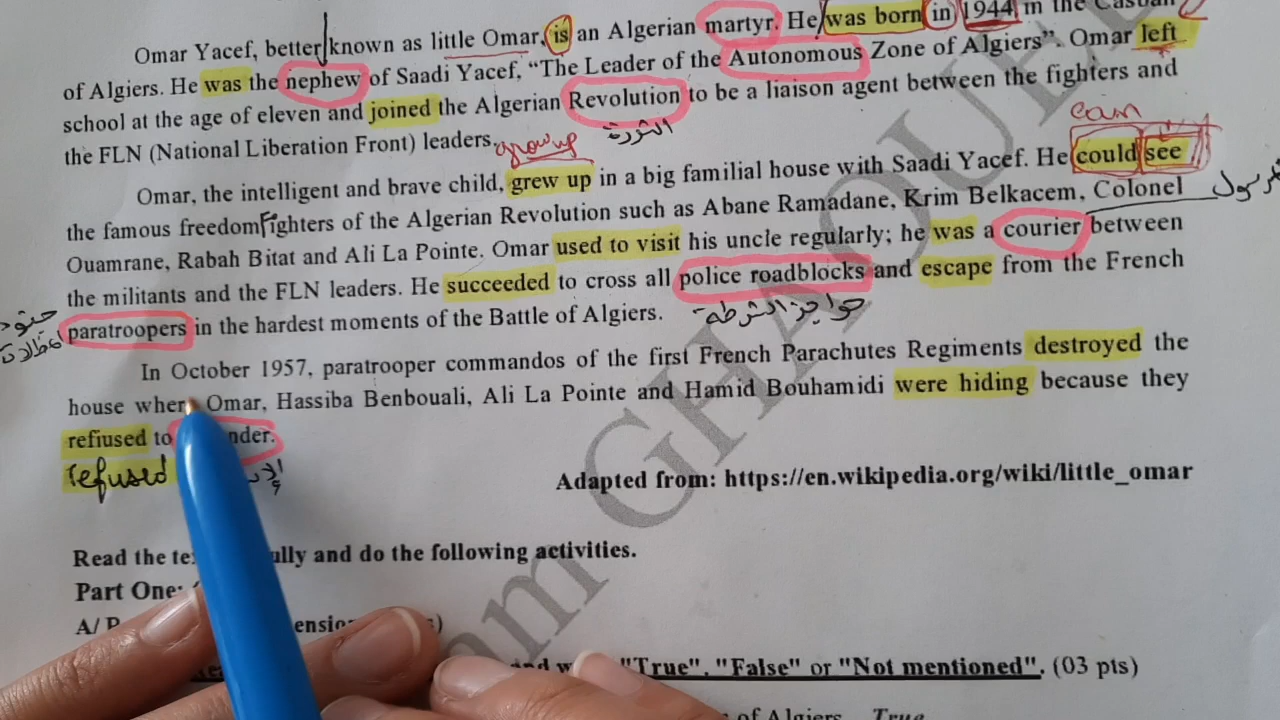 Omar Yacef, better known as little Omar, is an Algerian martyr. He was born in 1944 in the Casbah
of Algiers. He was the nephew of Saadi Yacef, “The Leader of the Autonomous Zone of Algiers”. Omar left
school at the age of eleven and joined the Algerian Revolution to be a liaison agent between the fighters and
the FLN (National Liberation Front) leaders.
grow up
الثورة
can
Omar, the intelligent and brave child, grew up in a big familial house with Saadi Yacef. He could see
the famous freedom Fighters of the Algerian Revolution such as Abane Ramadane, Krim Belkacem, Colonel
Ouamrane, Rabah Bitat and Ali La Pointe. Omar used to visit his uncle regularly; he was a courier between
the militants and the FLN leaders. He succeeded to cross all police roadblocks and escape from the French
paratroopers in the hardest moments of the Battle of Algiers.
حواجز الشرطة
In October 1957, paratrooper commandos of the first French Parachutes Regiments destroyed the
house where Omar, Hassiba Benbouali, Ali La Pointe and Hamid Bouhamidi were hiding because they
refiused to nder.
refused
Adapted from: https://en.wikipedia.org/wiki/little_omar
Read the te lly and do the following activities.
Part One:
A/ ension
"True", "False" or "Not mentioned". (03 pts)
of Algiers True
GHAOUEL